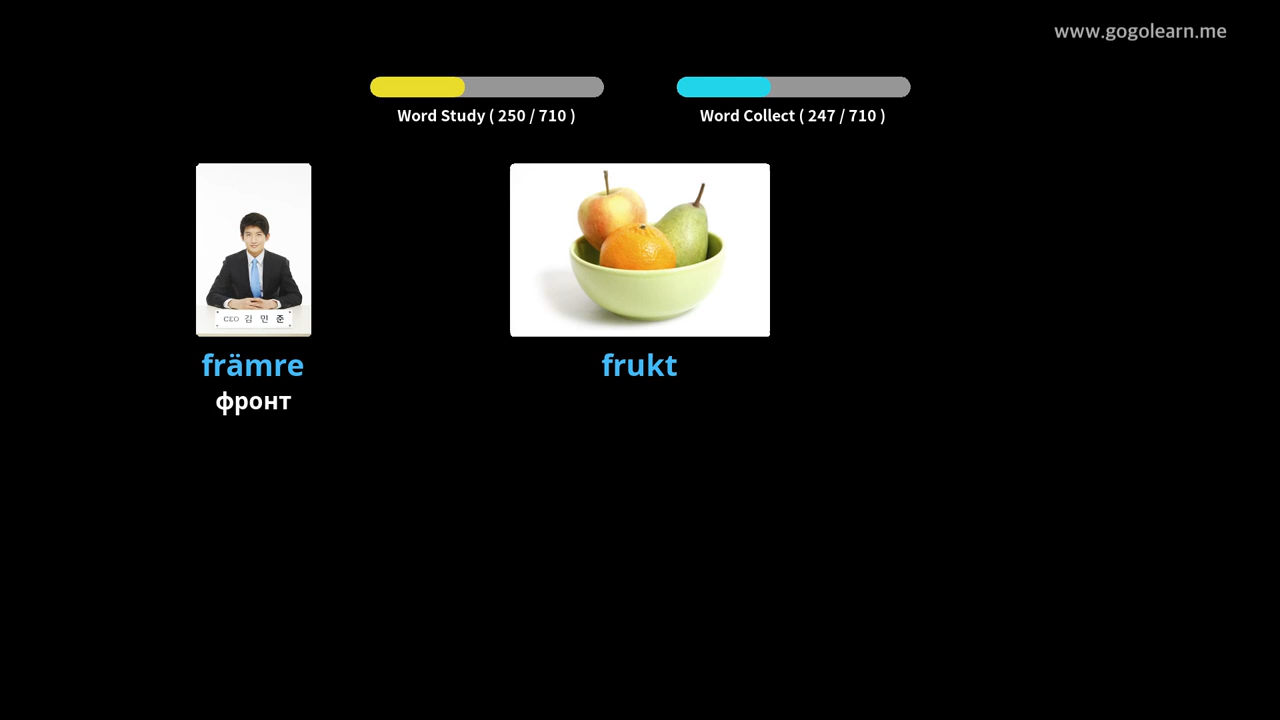 www.gogolearn.me
Word Study ( 250 / 710 )
Word Collect ( 247 / 710 )
CEO 김 민 준
främre
frukt
фронт